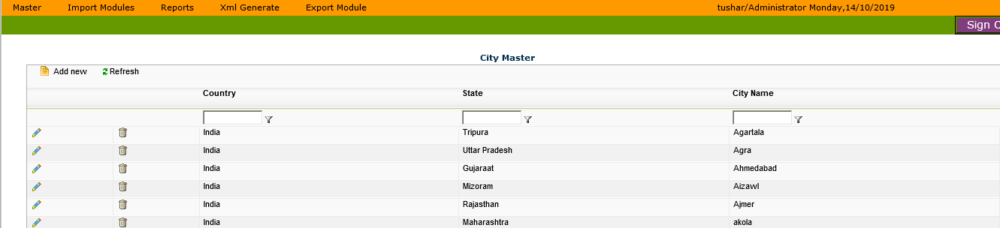 Master Import Modules Reports Xml Generate Export Module tushar/Administrator Monday,14/10/2019
Sign
City Master
Add new Refresh
Country State City Name
India Tripura Agartala
India Uttar Pradesh Agra
India Gujaraat Ahmedabad
India Mizoram Aizawl
India Rajasthan Ajmer
India Maharashtra akola